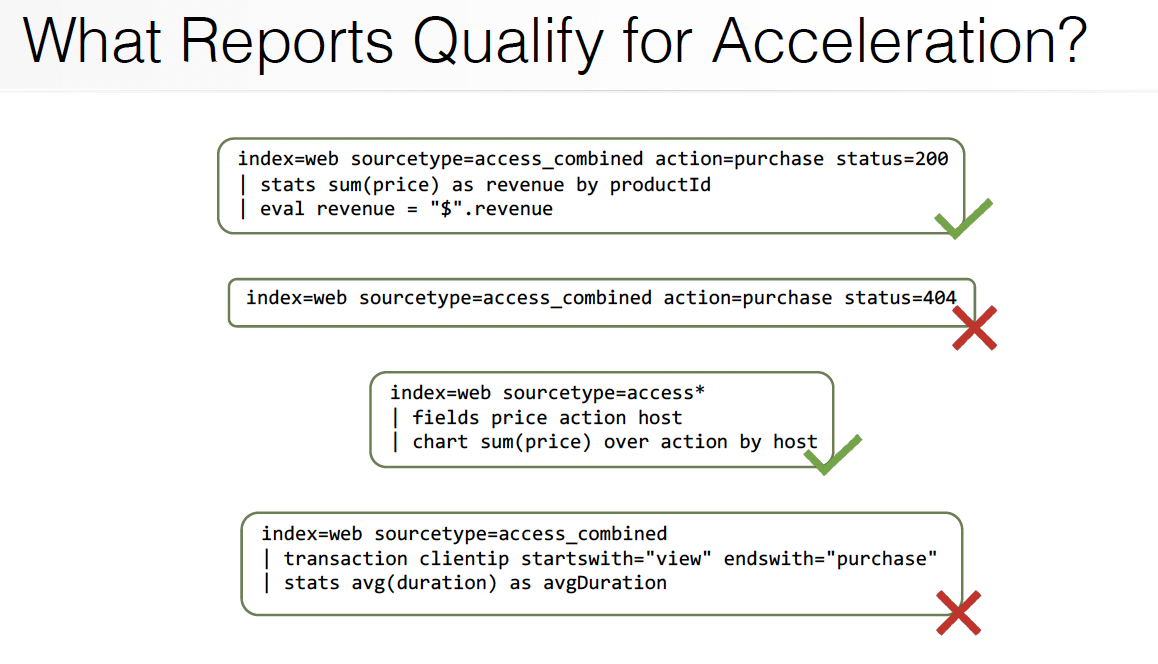 What Reports Qualify for Acceleration?
index=web sourcetype=access_combined action=purchase status=200
| stats sum(price) as revenue by productId
| eval revenue = "$".revenue
index=web sourcetype=access_combined action=purchase status=404
index=web sourcetype=access*
| fields price action host
| chart sum(price) over action by host
index=web sourcetype=access_combined
| transaction clientip startswith="view" endswith="purchase"
| stats avg(duration) as avgDuration